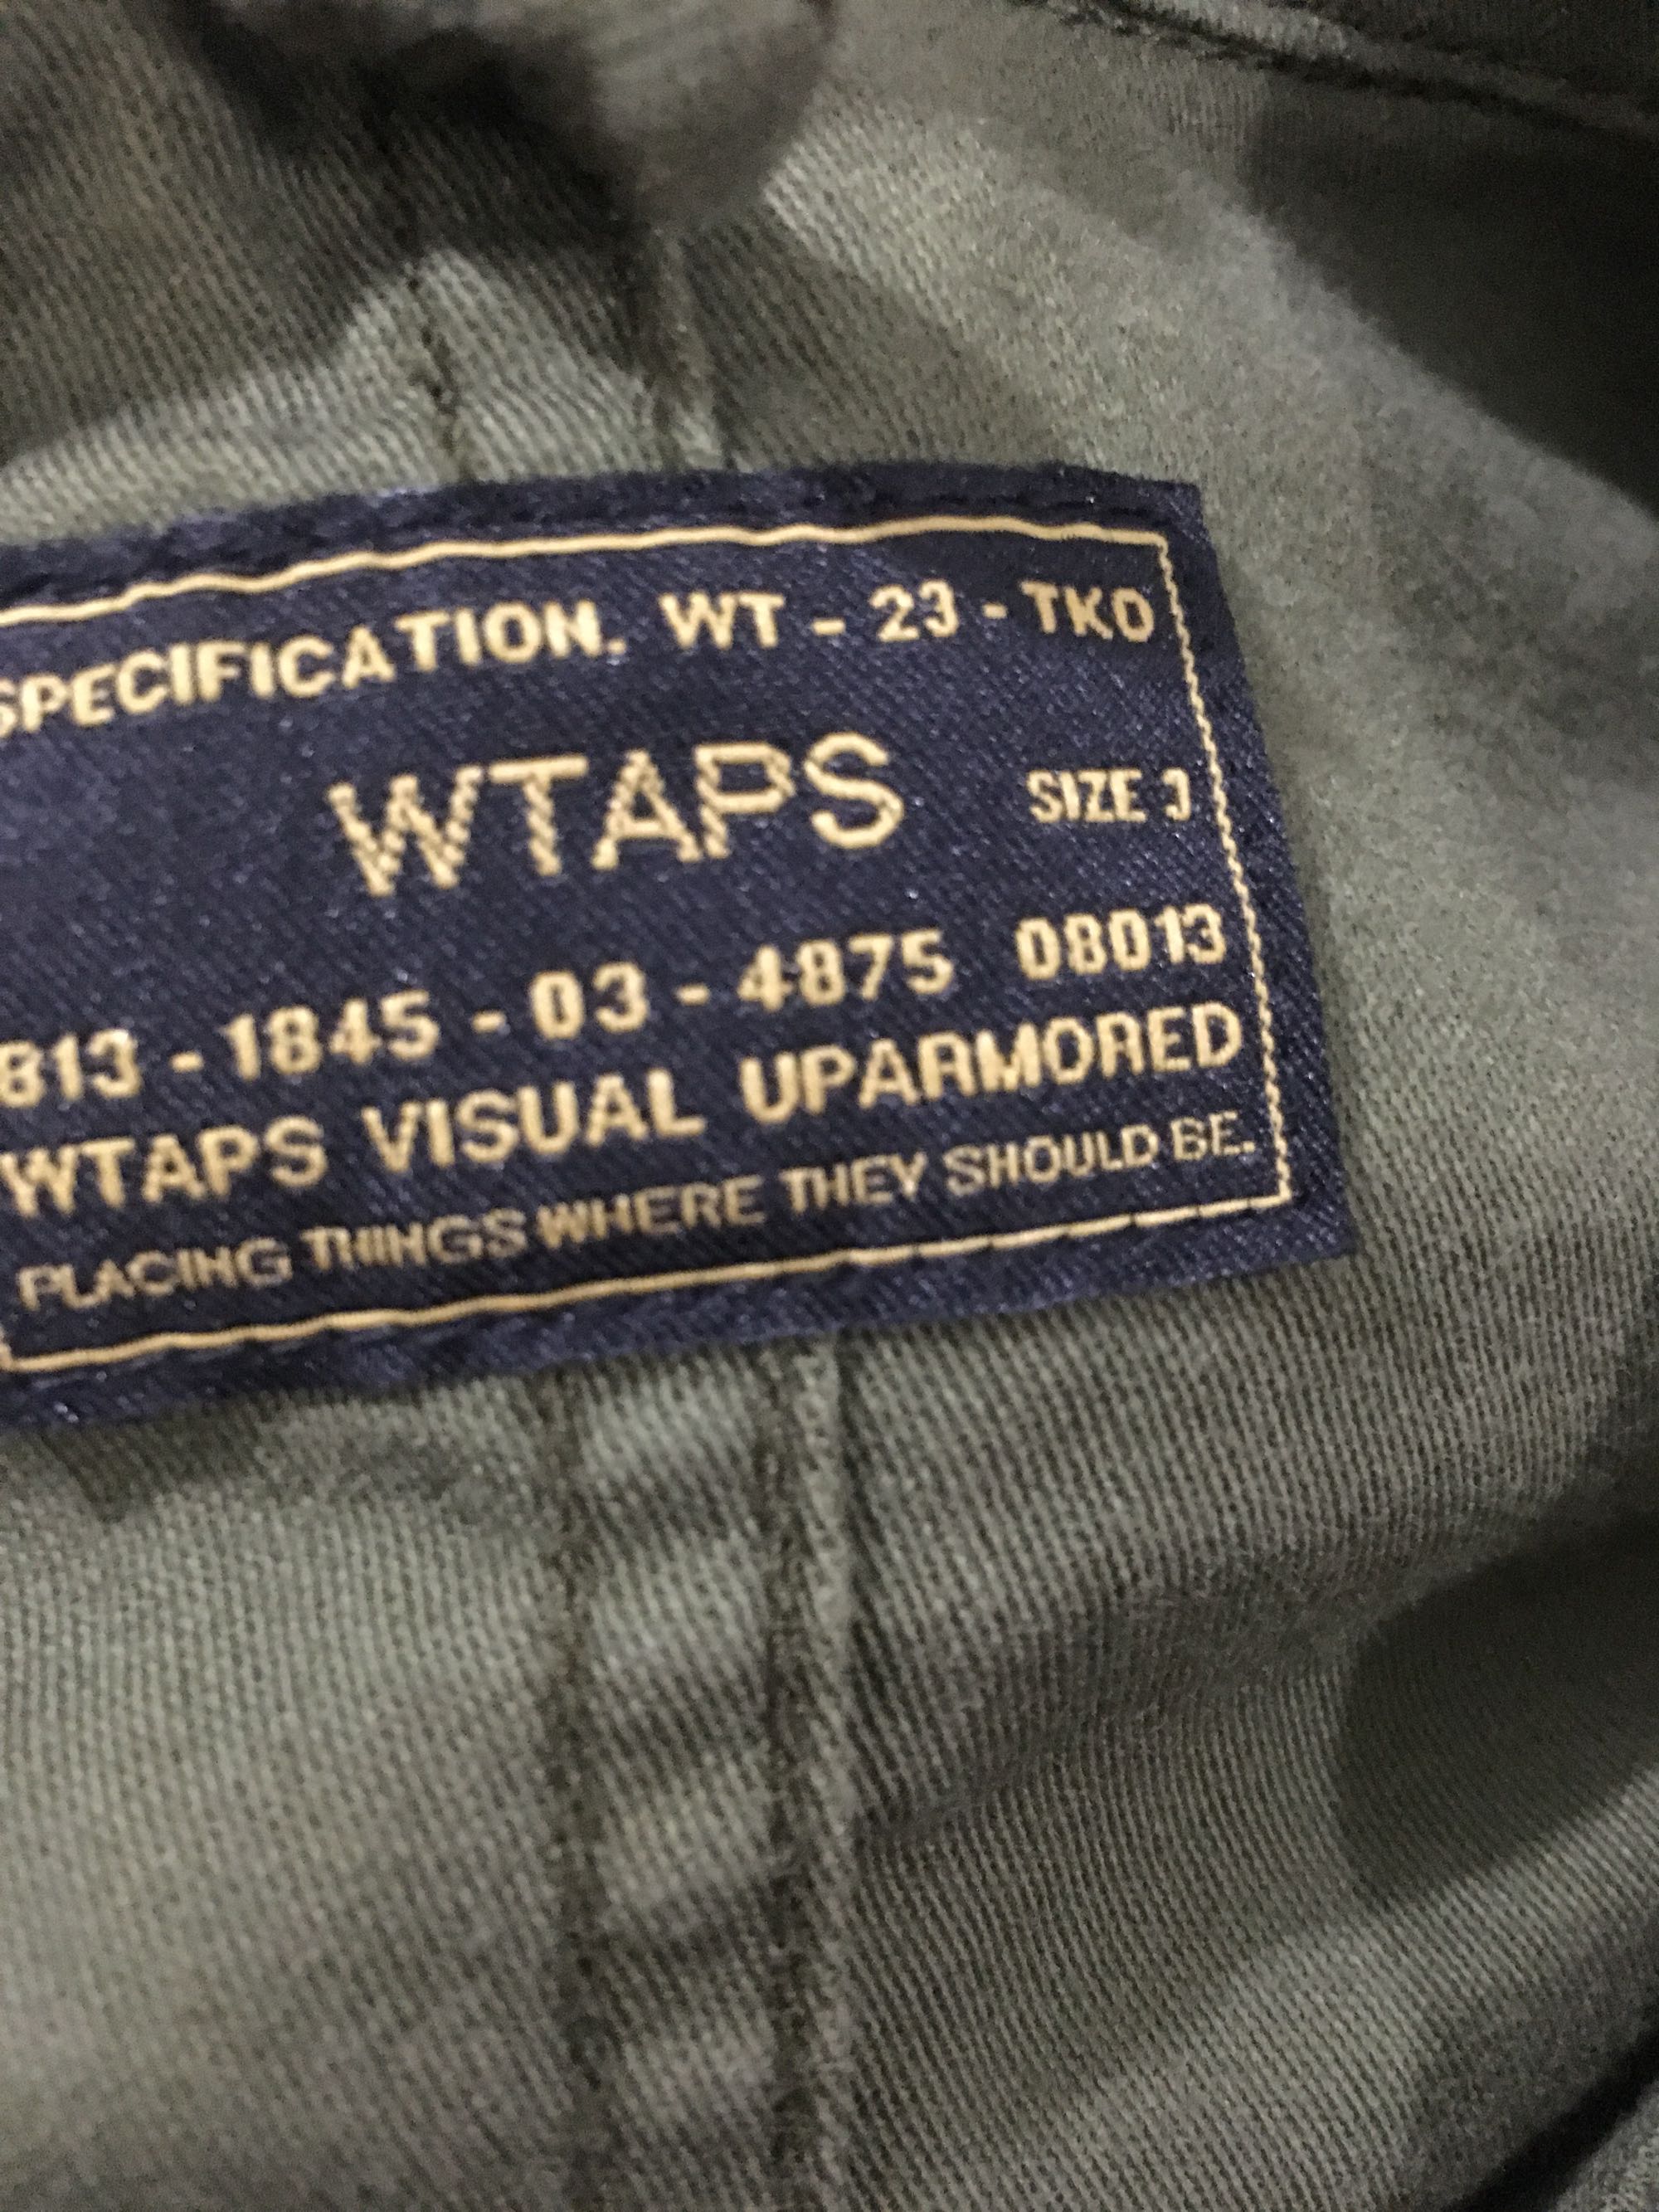 SPECIFICATION. WT - 23 - TKO
WTAPS SIZE 3
813 - 1845 - 03 - 4875 08013
WTAPS VISUAL UPARMORED
PLACING THINGS WHERE THEY SHOULD BE.